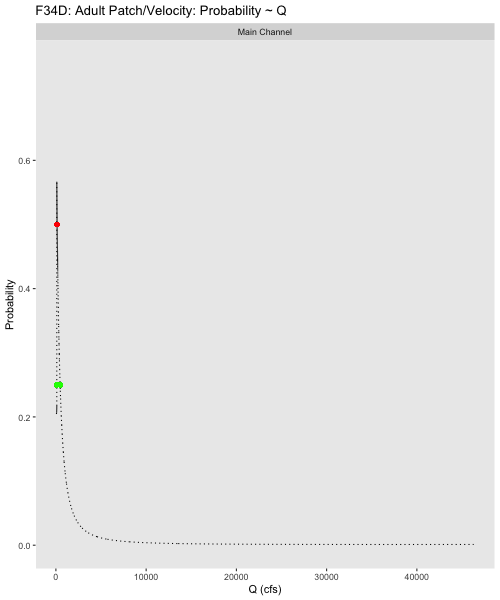 F34D: Adult Patch/Velocity: Probability ~ Q
Main Channel
Probability
0.6
0.4
0.2
0.0
0
10000
20000
30000
40000
Q (cfs)